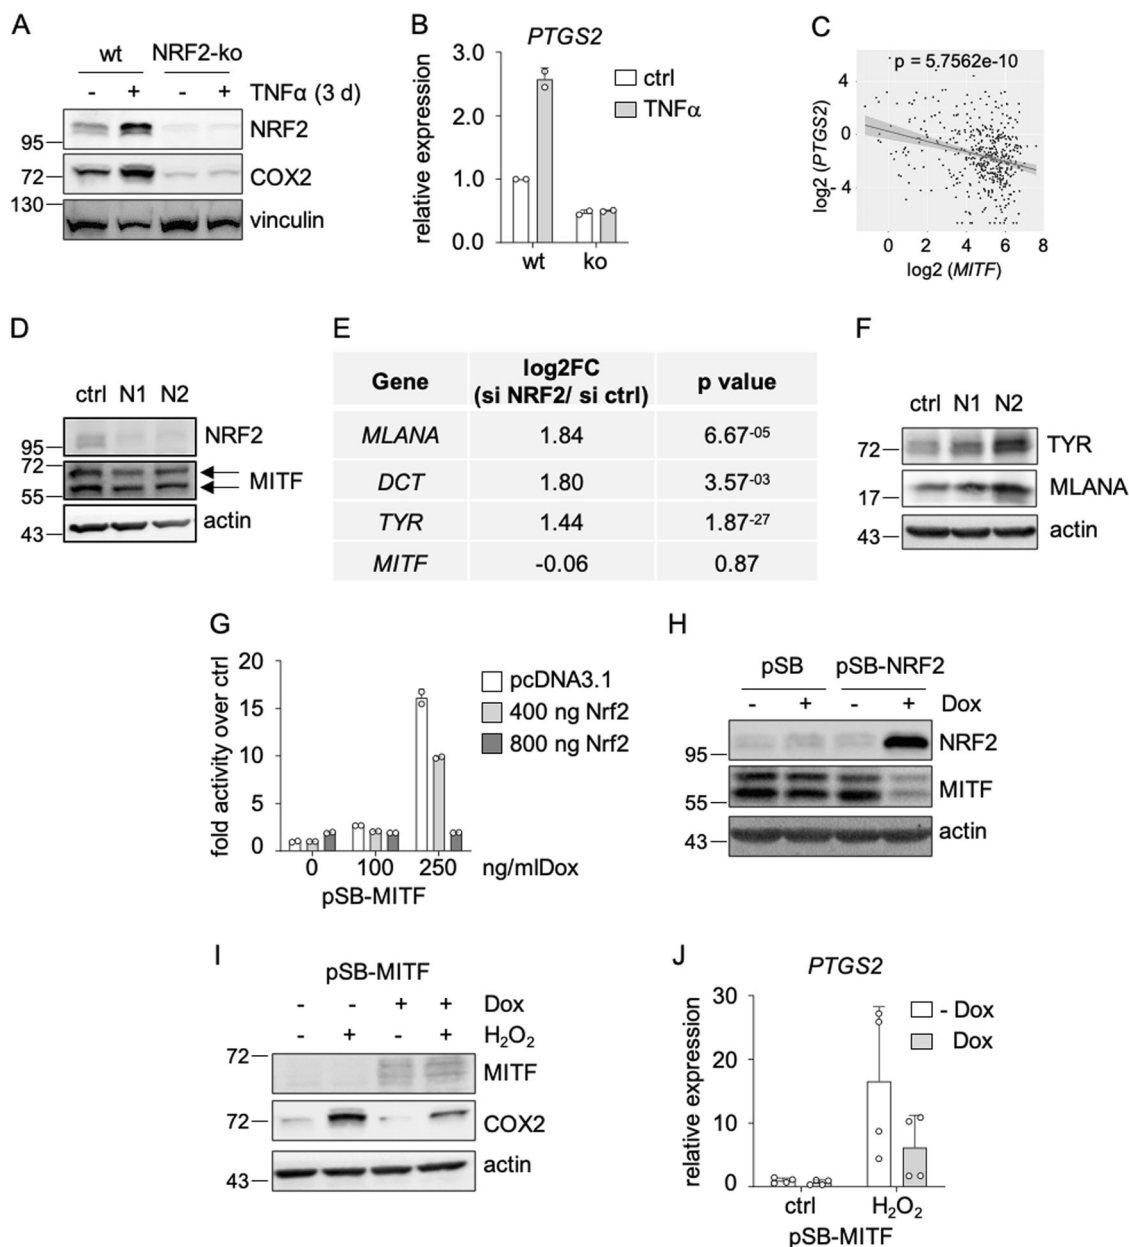 A
wt NRF2-ko
- + - + TNFα (3 d)
NRF2
95
COX2
72
130
vinculin
B
PTGS2
relative expression
3.0
2.0
1.0
0.0
wt ko
ctrl
TNFα
C
p = 5.7562e-10
log2 (PTGS2)
4
0
- 4
0 2 4 6 8
log2 (MITF)
D
ctrl N1 N2
NRF2
95
72
MITF
55
actin
43
E
Gene log2FC (si NRF2/ si ctrl) p value
MLANA 1.84 6.67-05
DCT 1.80 3.57-03
TYR 1.44 1.87-27
MITF -0.06 0.87
F
ctrl N1 N2
72 TYR
MLANA
17
actin
43
G
fold activity over ctrl
20
15
10
5
0
0 100 250 ng/mlDox
pSB-MITF
pcDNA3.1
400 ng Nrf2
800 ng Nrf2
H
pSB pSB-NRF2
- + - + Dox
NRF2
95
MITF
55
actin
43
I
pSB-MITF
- - + + Dox
- + - + H2O2
72
MITF
72 COX2
actin
43
J
PTGS2
relative expression
30
20
10
0
ctrl H2O2
pSB-MITF
- Dox
Dox